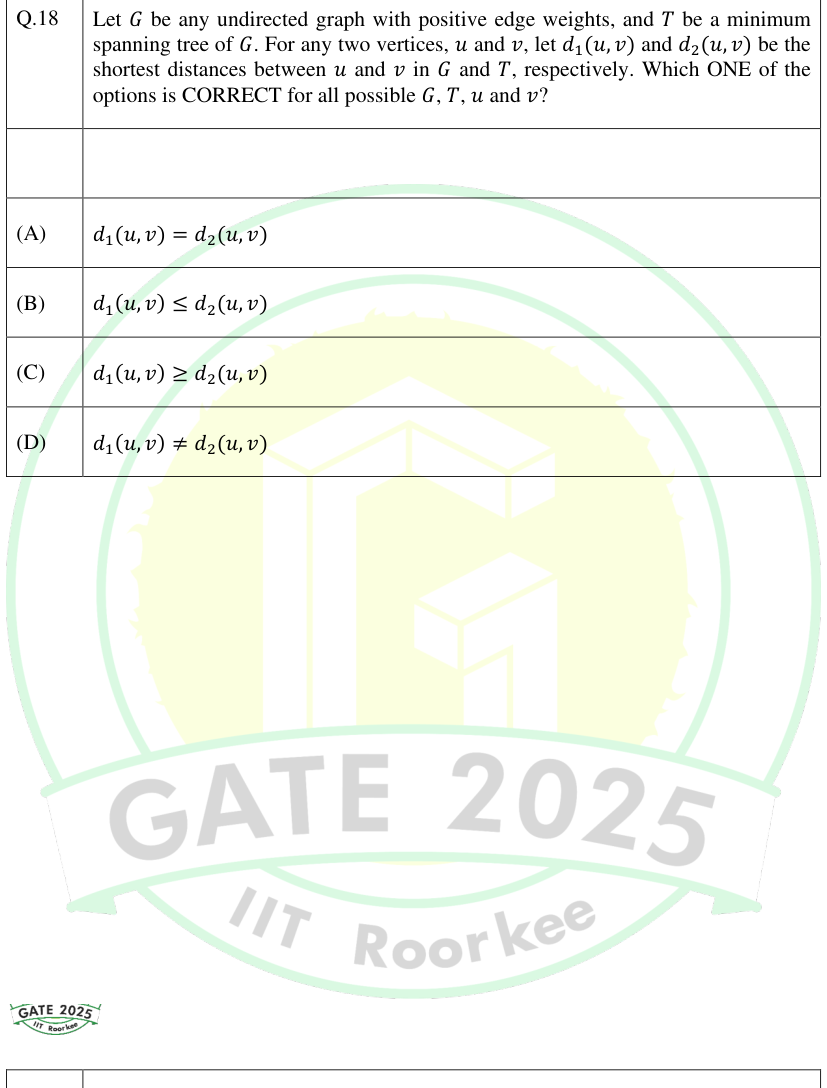 Q.18 Let G be any undirected graph with positive edge weights, and T be a minimum
spanning tree of G. For any two vertices, u and v, let d₁(u, v) and d₂(u, v) be the
shortest distances between u and v in G and T, respectively. Which ONE of the
options is CORRECT for all possible G, T, u and v?
(A) d₁(u, v) = d₂(u, v)
(B) d₁(u, v) ≤ d₂(u, v)
(C) d₁(u, v) ≥ d₂(u, v)
(D) d₁(u, v) ≠ d₂(u, v)
GATE 2025
IIT Roorkee
GATE 2025
IIT Roorkee